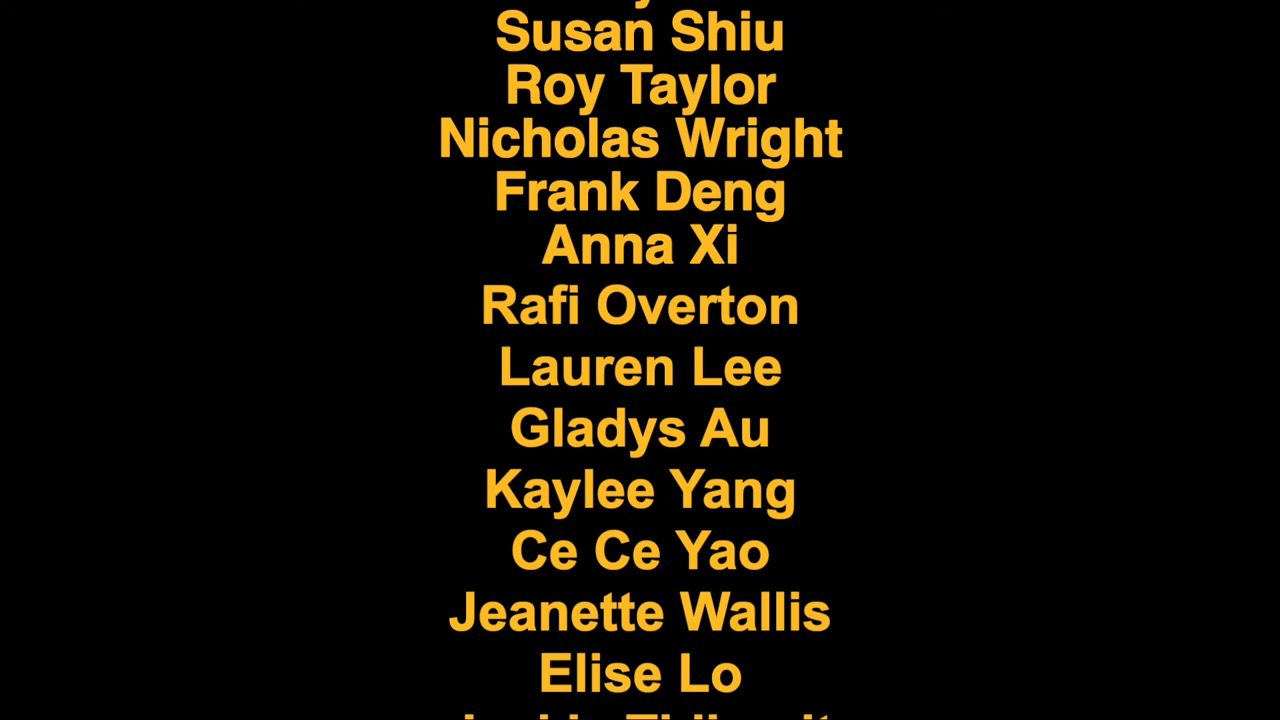 Susan Shiu
Roy Taylor
Nicholas Wright
Frank Deng
Anna Xi
Rafi Overton
Lauren Lee
Gladys Au
Kaylee Yang
Ce Ce Yao
Jeanette Wallis
Elise Lo